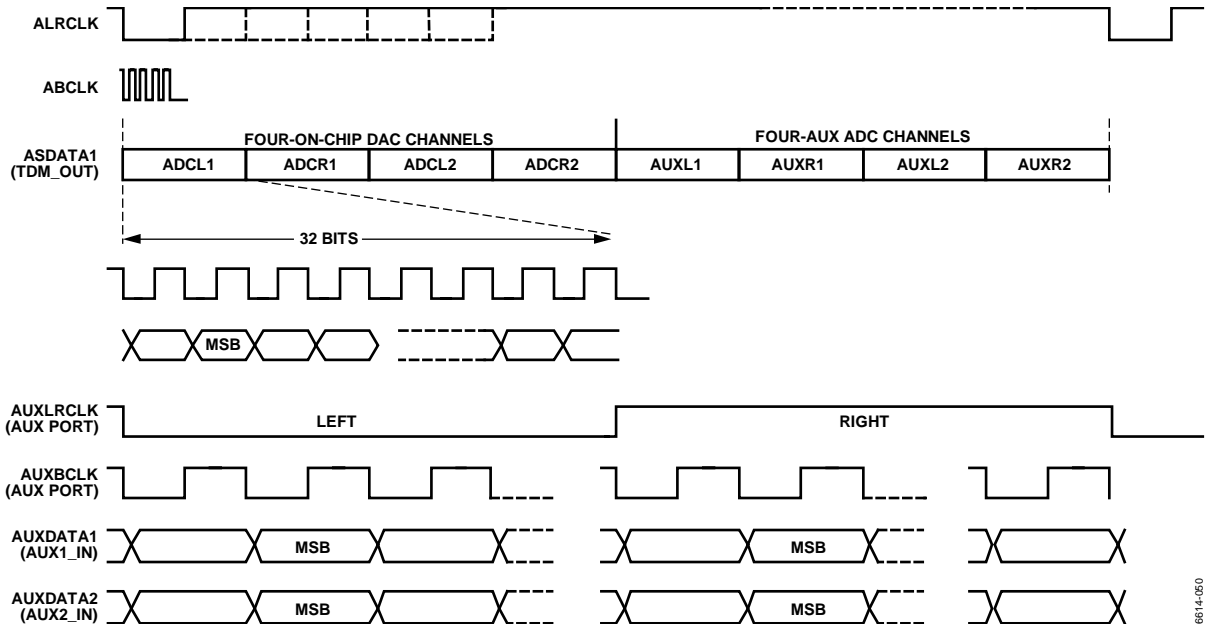 ALRCLK
ABCLK
FOUR-ON-CHIP DAC CHANNELS
FOUR-AUX ADC CHANNELS
ASDATA1
(TDM_OUT)
ADCL1
ADCR1
ADCL2
ADCR2
AUXL1
AUXR1
AUXL2
AUXR2
32 BITS
MSB
AUXLRCLK
(AUX PORT)
LEFT
RIGHT
AUXBCLK
(AUX PORT)
AUXDATA1
(AUX1_IN)
MSB
MSB
AUXDATA2
(AUX2_IN)
MSB
MSB
6614-050